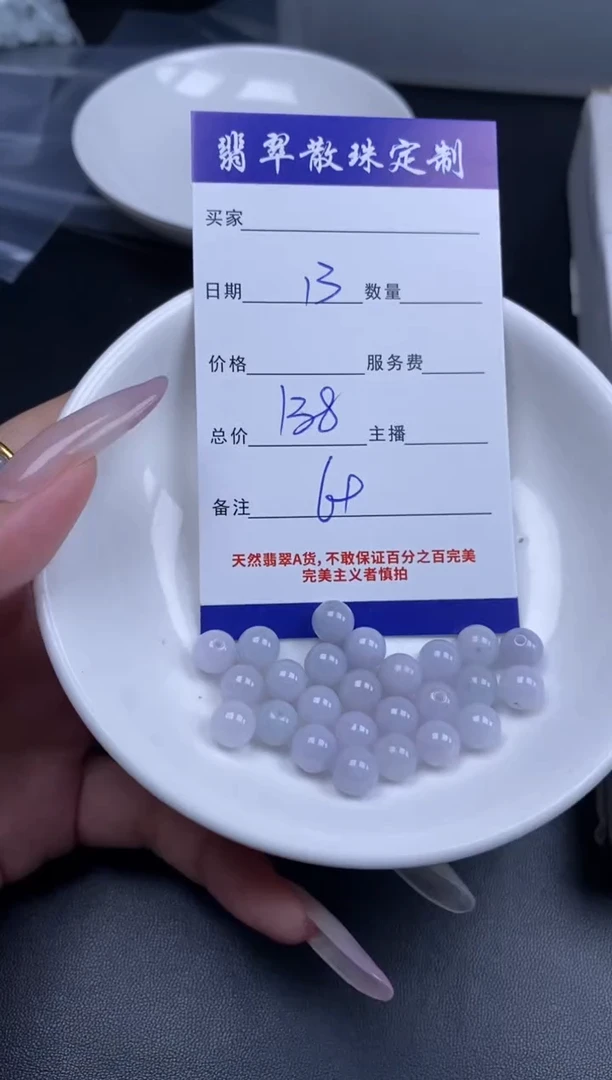 翡翠散珠定制
买家
日期 13 数量
价格 服务费
总价 138 主播
备注
天然翡翠A货,不敢保证百分之百完美
完美主义者慎拍